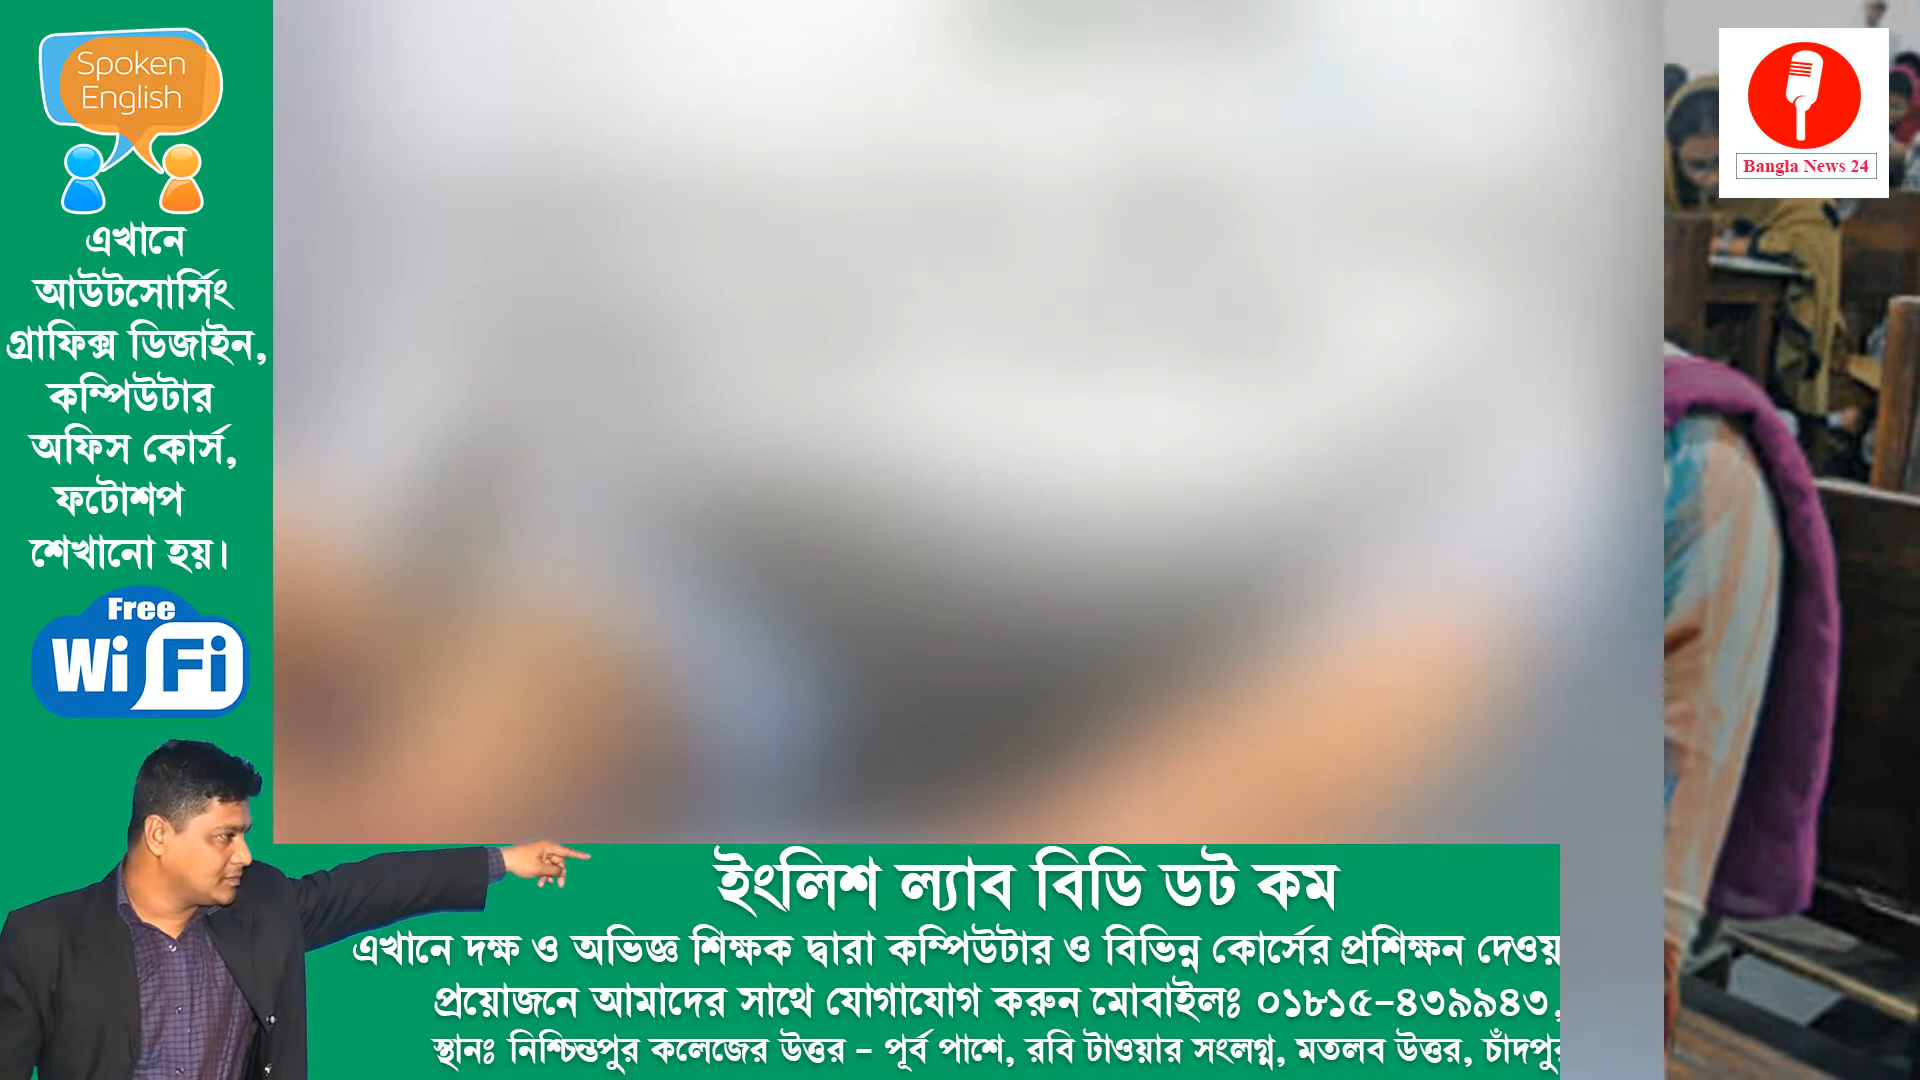 Spoken
English
এখানে
আউটসোর্সিং
গ্রাফিক্স ডিজাইন,
কম্পিউটার
অফিস কোর্স,
ফটোশপ
শেখানো হয়।
Free
Wi Fi
Bangla News 24
ইংলিশ ল্যাব বিডি ডট কম
এখানে দক্ষ ও অভিজ্ঞ শিক্ষক দ্বারা কম্পিউটার ও বিভিন্ন কোর্সের প্রশিক্ষন দেওয়
প্রয়োজনে আমাদের সাথে যোগাযোগ করুন মোবাইলঃ ০১৮১৫-৪৩৯৯৪৩,
স্থানঃ নিশ্চিন্তপুর কলেজের উত্তর - পূর্ব পাশে, রবি টাওয়ার সংলগ্ন, মতলব উত্তর, চাঁদপুর